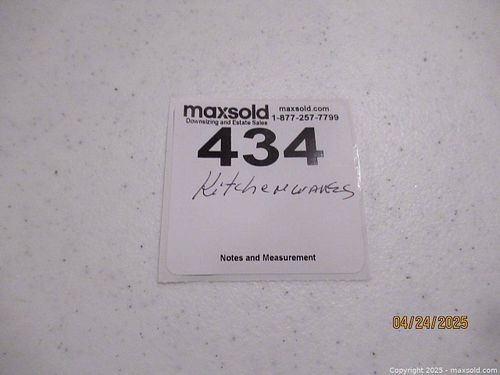 maxsold maxsold.com
Downsizing and Estate Sales 1-877-257-7799
434
Kitchenwares
Notes and Measurement
04/24/2025
Copyright 2025 - maxsold.com